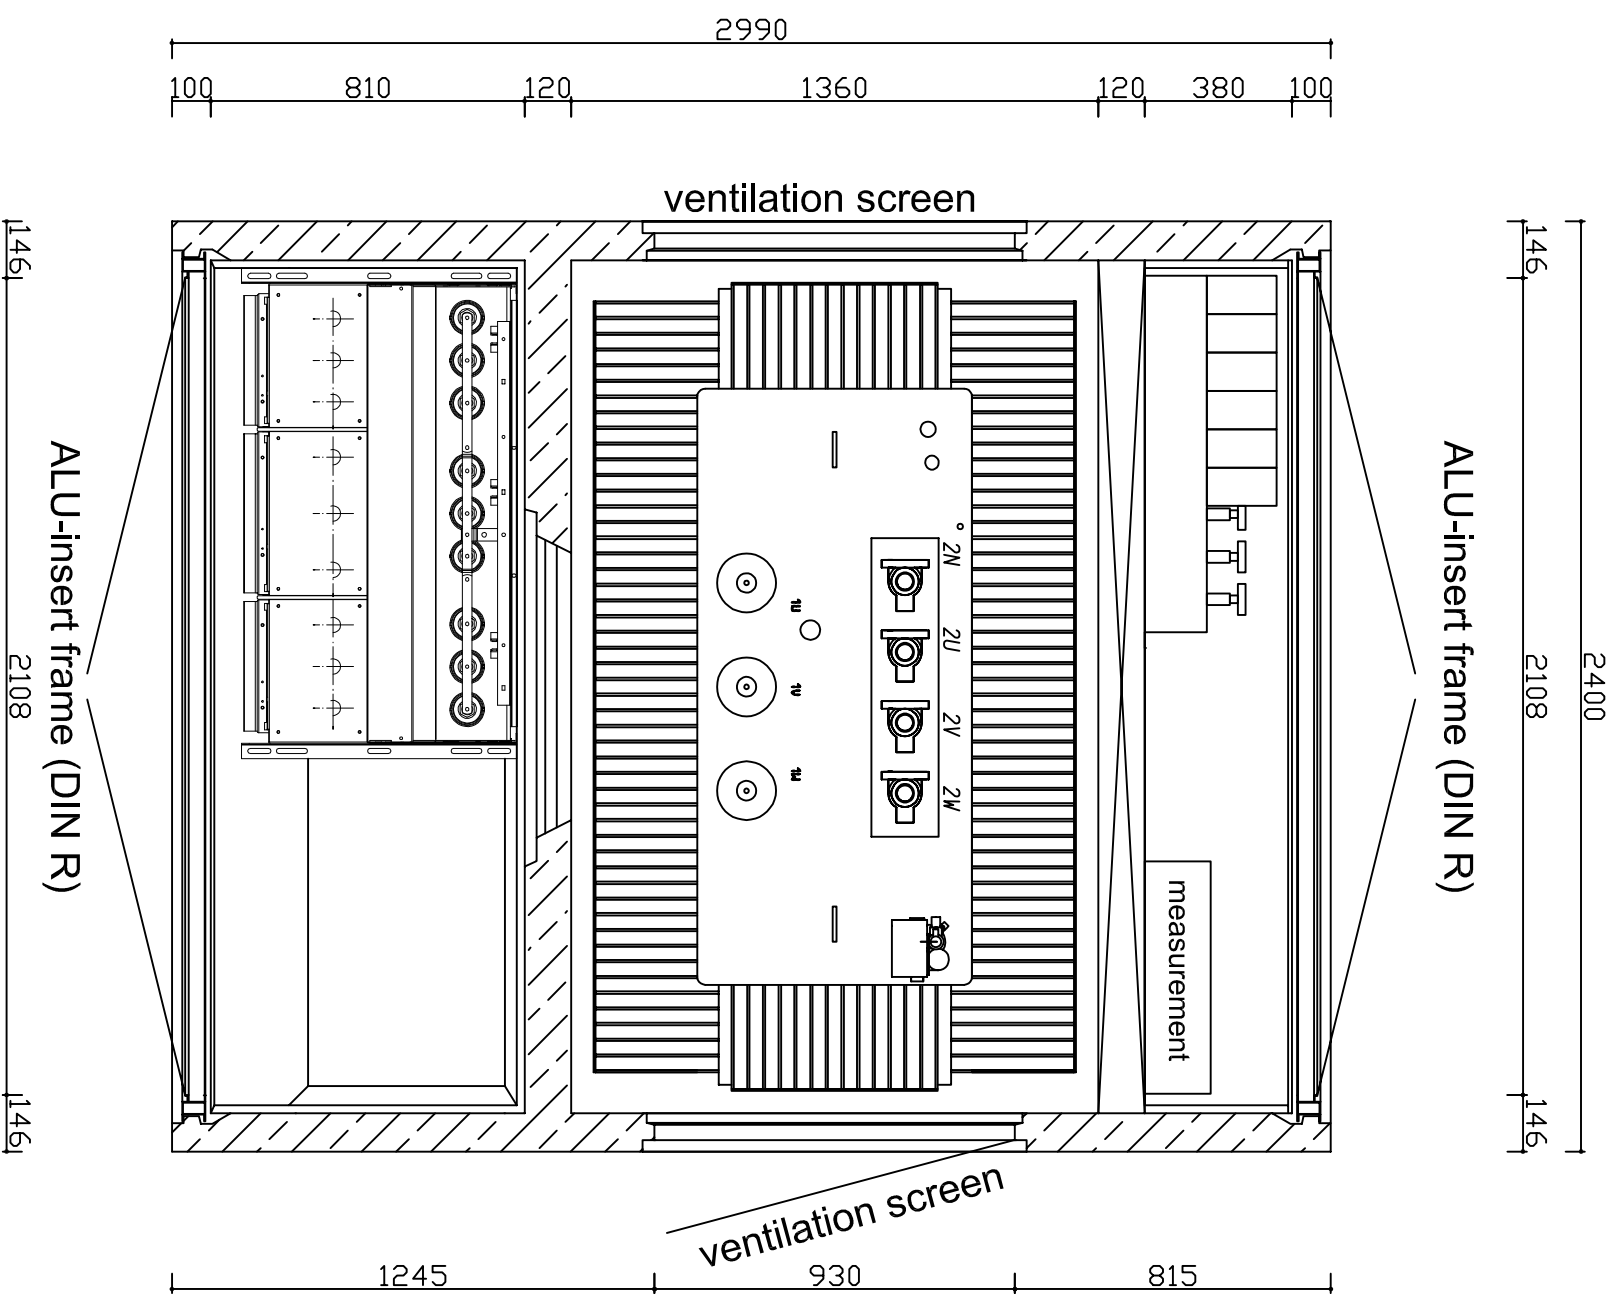 2990
100 810 120 1360 120 380 100
ventilation screen
146
2108
146
ALU-insert frame (DIN R)
1U
1V
1W
2N
2U
2V
2W
measurement
ALU-insert frame (DIN R)
146
2108
146
2400
ventilation screen
1245 930 815